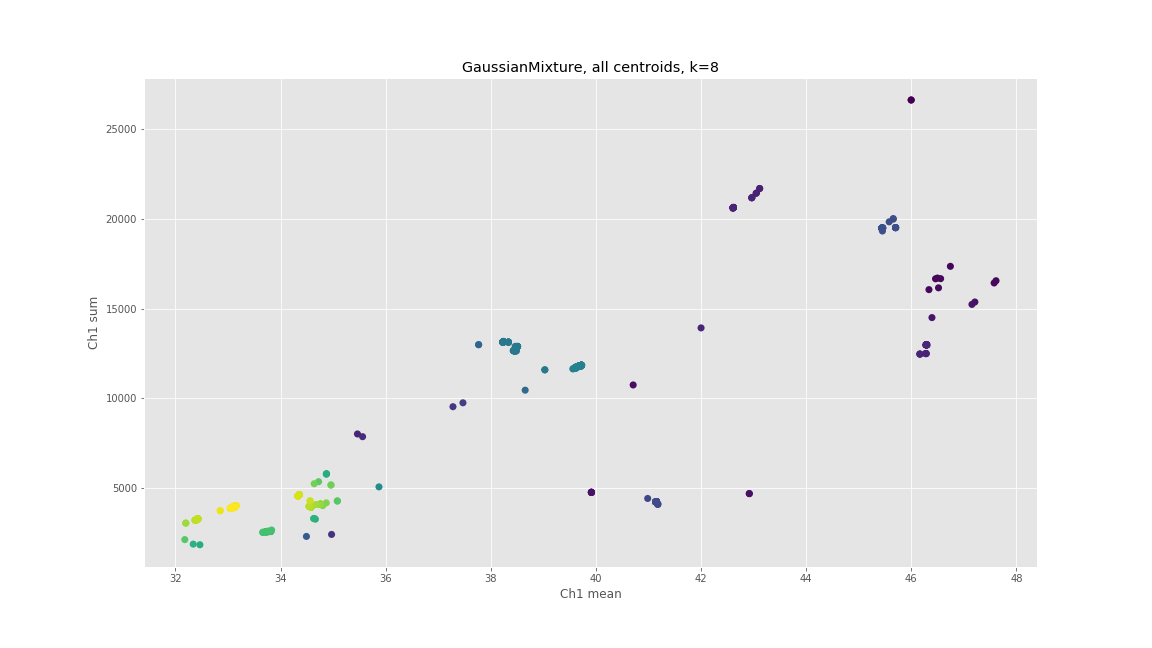 GaussianMixture, all centroids, k=8
25000
20000
15000
10000
5000
Ch1 sum
32 34 36 38 40 42 44 46 48
Ch1 mean